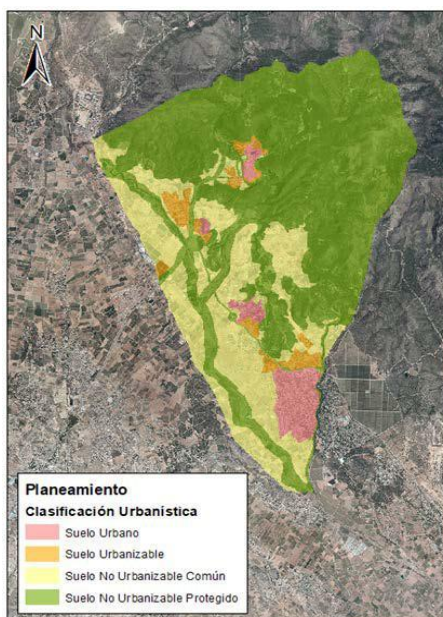 N
Planeamiento
Clasificación Urbanística
Suelo Urbano
Suelo Urbanizable
Suelo No Urbanizable Común
Suelo No Urbanizable Protegido